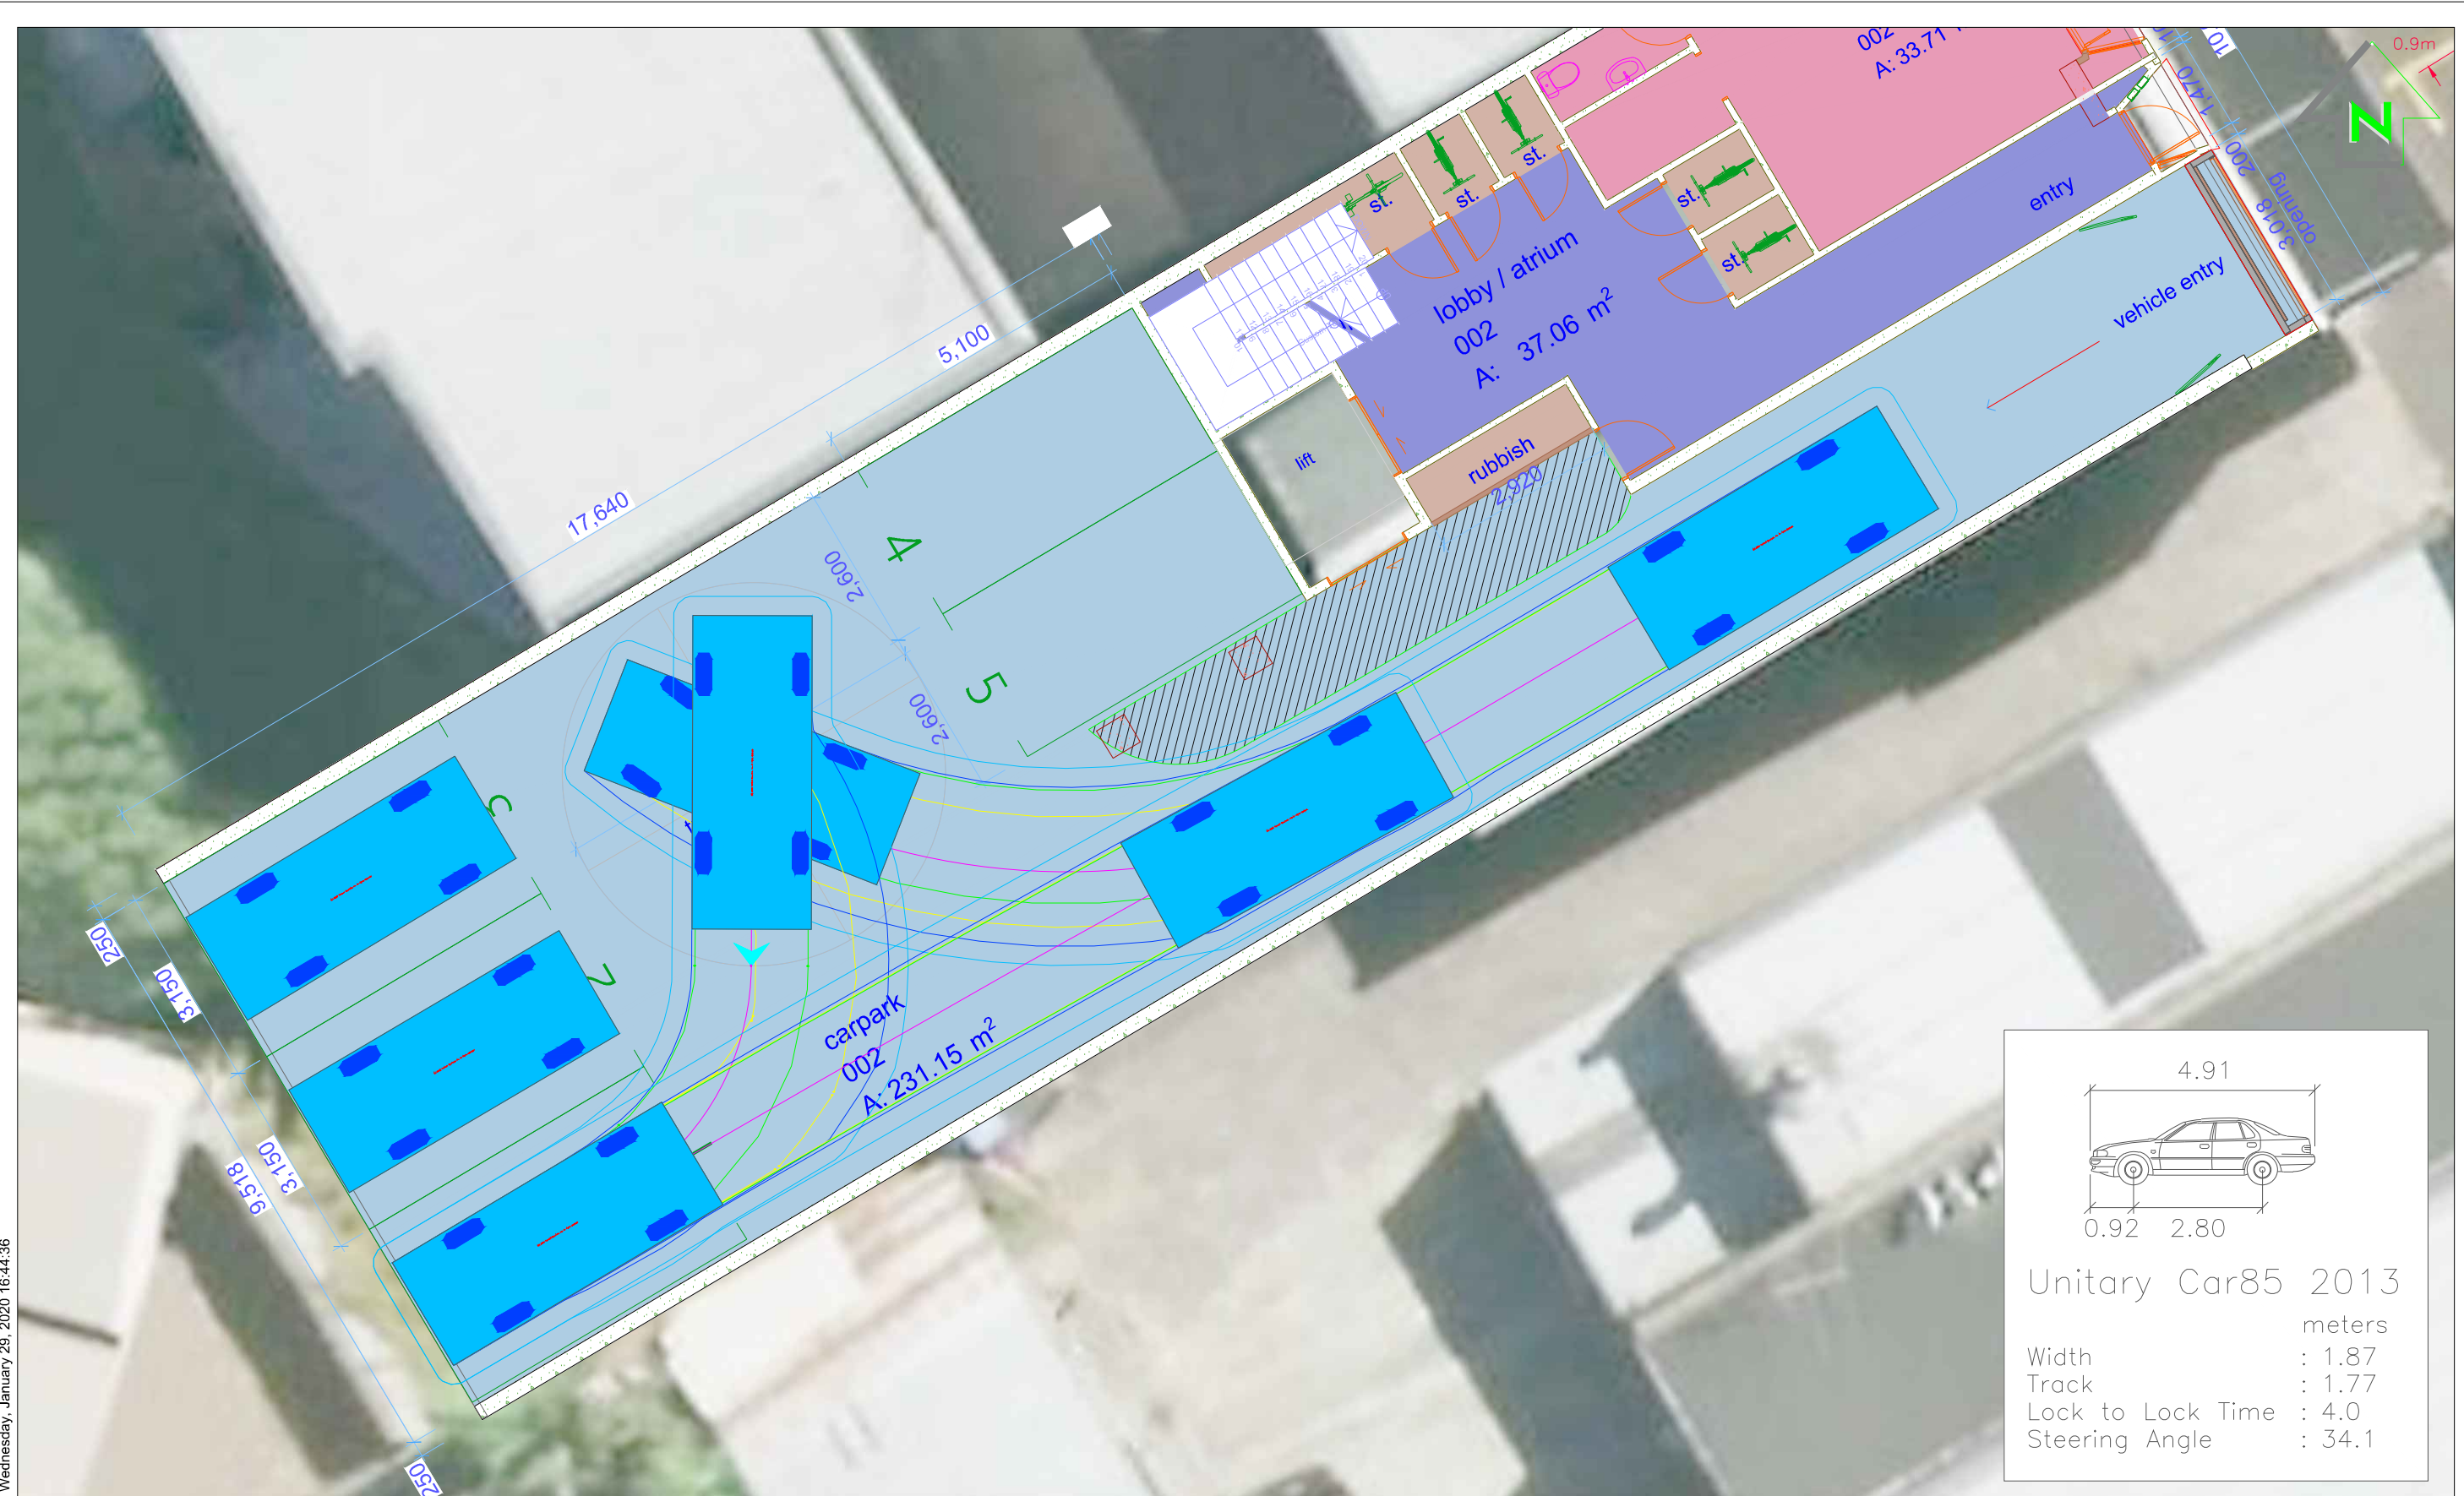 002
A: 33.71
0.9m
N
1,470
200
3,018
opening
entry
vehicle entry
st.
st.
st.
st.
st.
lobby / atrium
002
A: 37.06 m²
lift
rubbish
2,920
5,100
17,640
2,600
2,600
4
5
7
250
3,150
3,150
9,518
250
carpark
002
A: 231.15 m²
4.91
0.92 2.80
Unitary Car85 2013
meters
Width : 1.87
Track : 1.77
Lock to Lock Time : 4.0
Steering Angle : 34.1
Wednesday, January 29, 2020 16:44:36